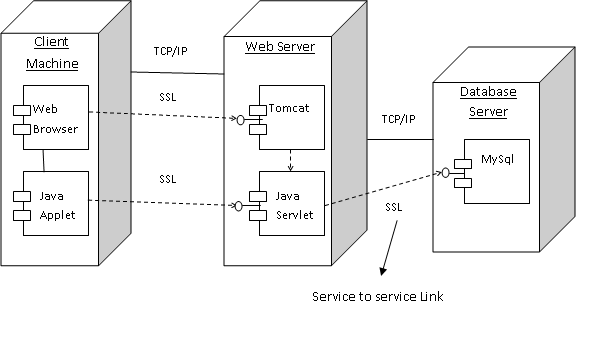 Client
Machine
TCP/IP
Web Server
Web
Browser
SSL
Tomcat
TCP/IP
Database
Server
MySql
Java
Applet
SSL
Java
Servlet
SSL
Service to service Link